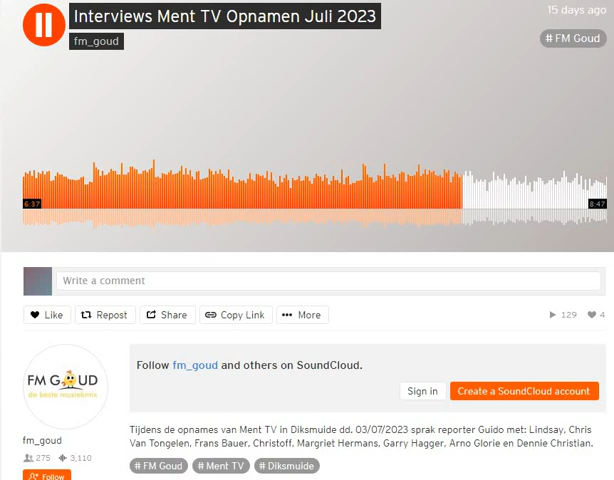 Interviews Ment TV Opnamen Juli 2023
15 days ago
fm_goud
# FM Goud
6:37
8:47
Write a comment
Like
Repost
Share
Copy Link
More
129
4
FM GOUD
de beste muziekmix
Follow fm_goud and others on SoundCloud.
Sign in
Create a SoundCloud account
fm_goud
275
3,110
Follow
Tijdens de opnames van Ment TV in Diksmuide dd. 03/07/2023 sprak reporter Guido met: Lindsay, Chris
Van Tongelen, Frans Bauer, Christoff, Margriet Hermans, Garry Hagger, Arno Glorie en Dennie Christian.
# FM Goud
# Ment TV
# Diksmuide